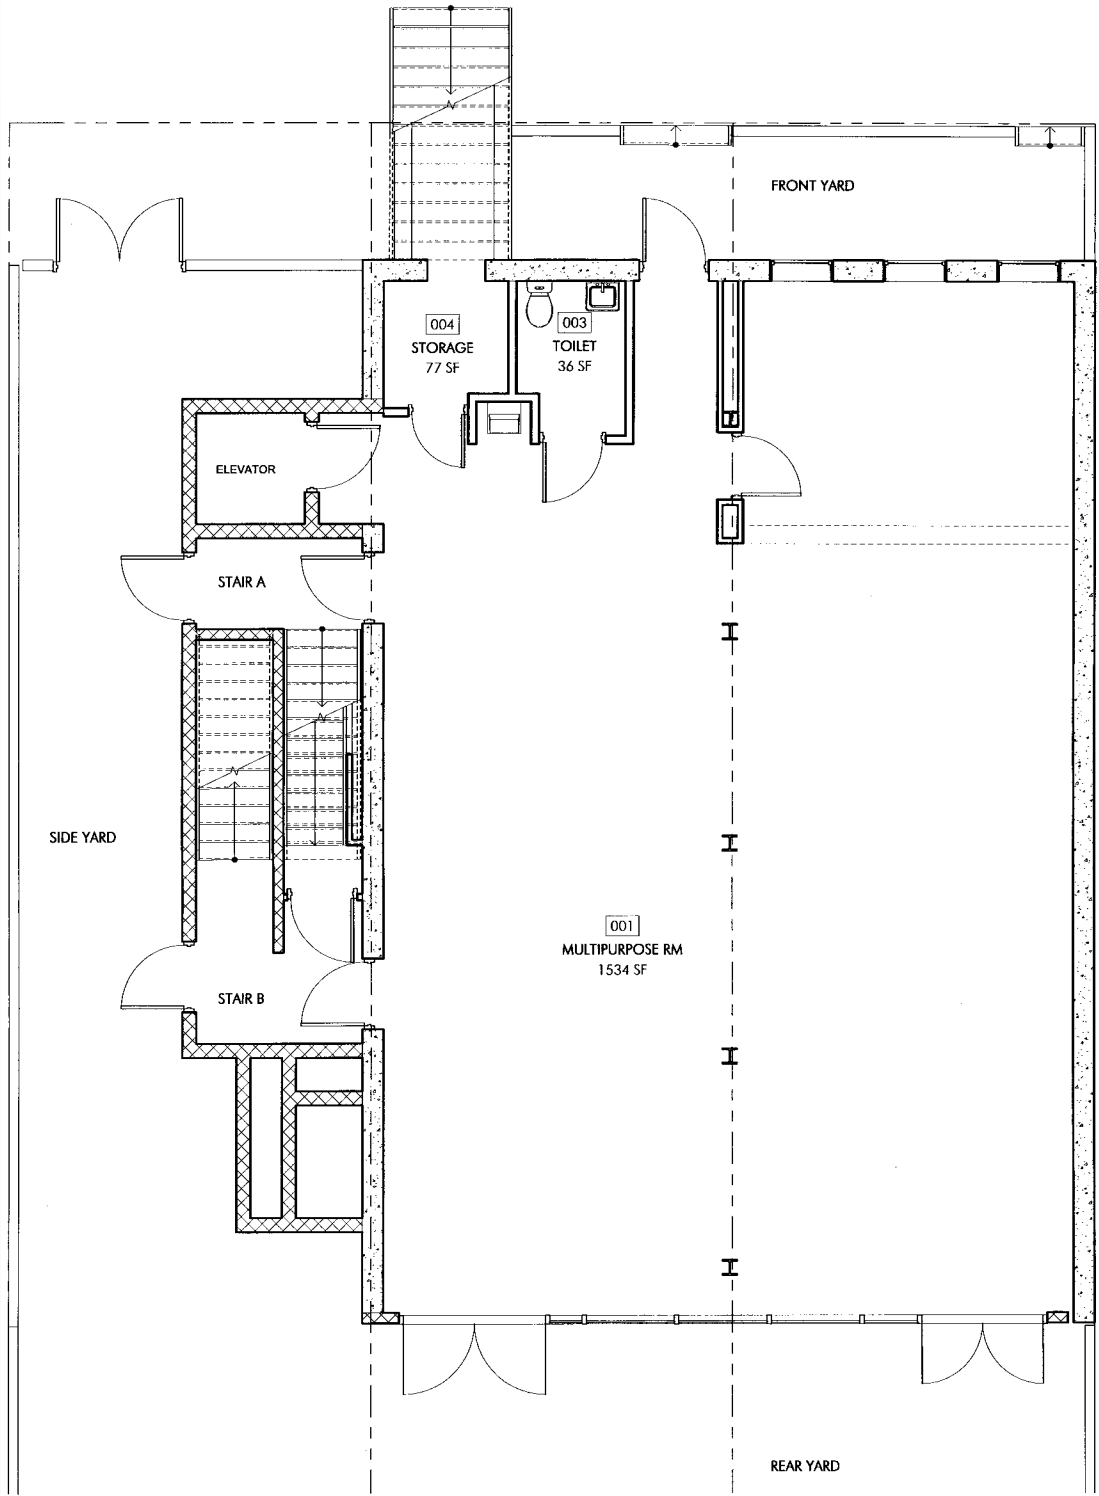 FRONT YARD
004
STORAGE
77 SF
003
TOILET
36 SF
ELEVATOR
STAIR A
SIDE YARD
001
MULTIPURPOSE RM
1534 SF
STAIR B
REAR YARD